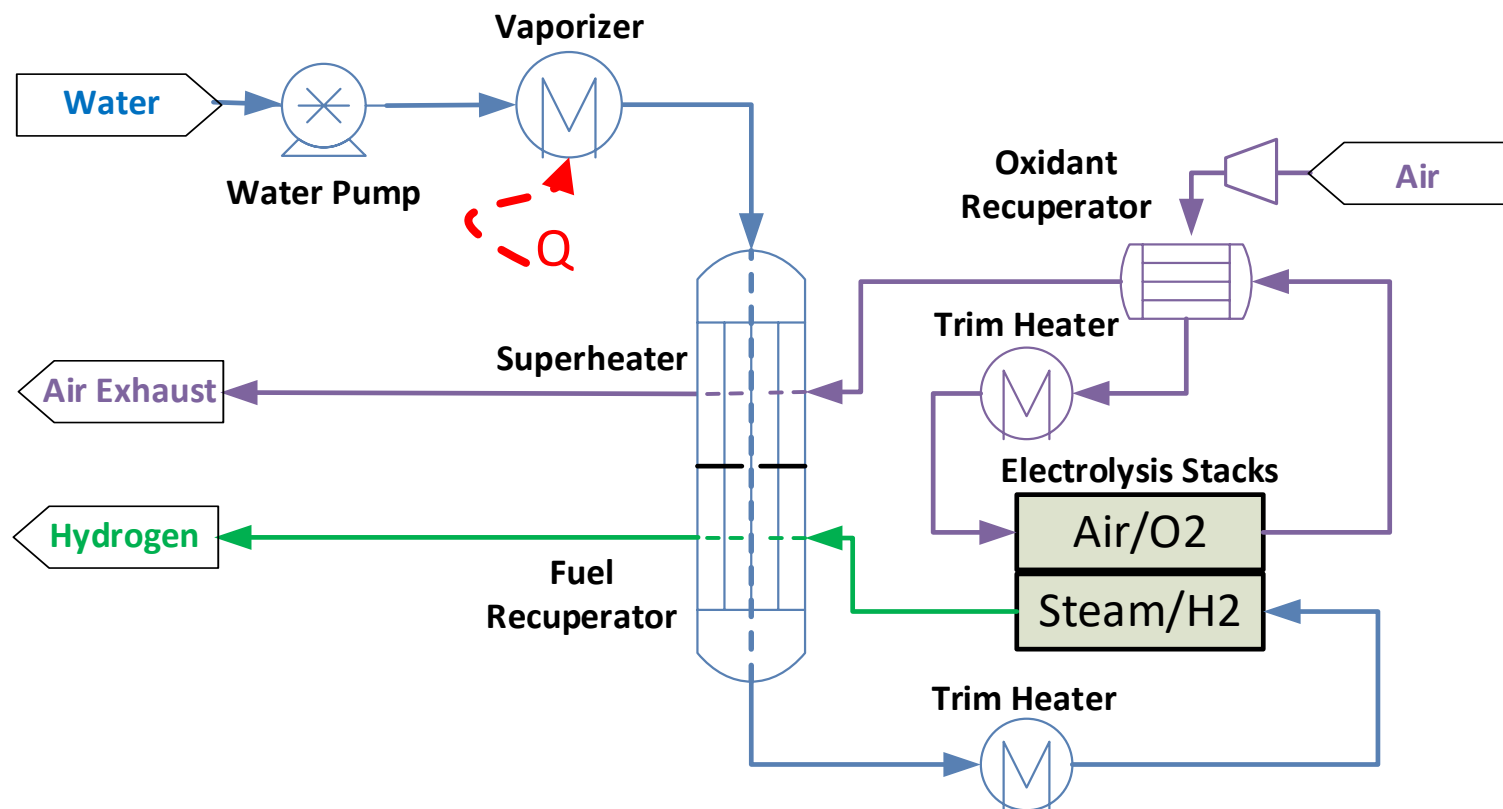 Vaporizer
Water
Water Pump
Q
Oxidant
Recuperator
Air
Trim Heater
Superheater
Air Exhaust
Electrolysis Stacks
Air/O2
Hydrogen
Fuel
Recuperator
Steam/H2
Trim Heater